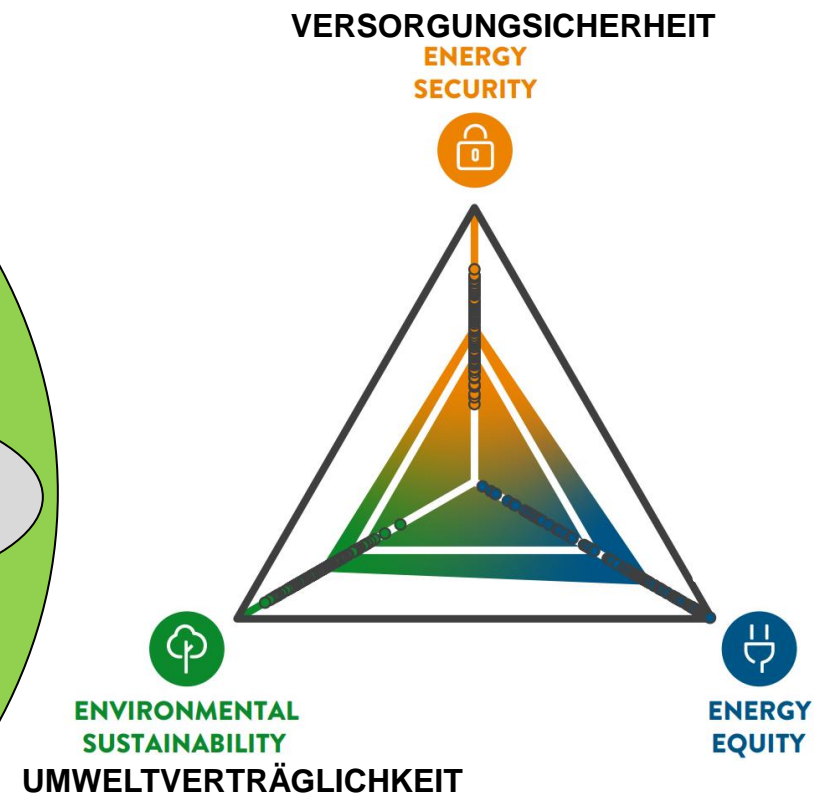 VERSORGUNGSICHERHEIT
ENERGY
SECURITY
ENVIRONMENTAL
SUSTAINABILITY
ENERGY
EQUITY
UMWELTVERTRÄGLICHKEIT